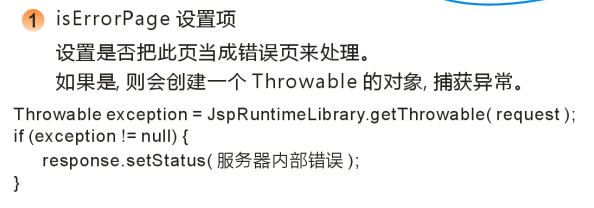 1 isErrorPage 设置项
设置是否把此页当成错误页来处理。
如果是, 则会创建一个 Throwable 的对象, 捕获异常。
Throwable exception = JspRuntimeLibrary.getThrowable( request );
if (exception != null) {
response.setStatus( 服务器内部错误 );
}